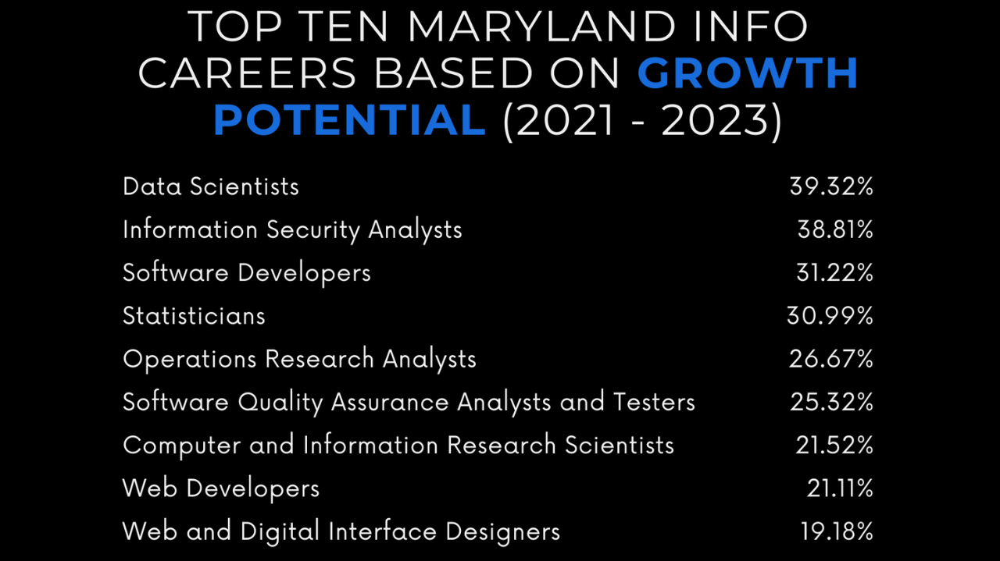 TOP TEN MARYLAND INFO
CAREERS BASED ON GROWTH
POTENTIAL (2021 - 2023)
Data Scientists 39.32%
Information Security Analysts 38.81%
Software Developers 31.22%
Statisticians 30.99%
Operations Research Analysts 26.67%
Software Quality Assurance Analysts and Testers 25.32%
Computer and Information Research Scientists 21.52%
Web Developers 21.11%
Web and Digital Interface Designers 19.18%